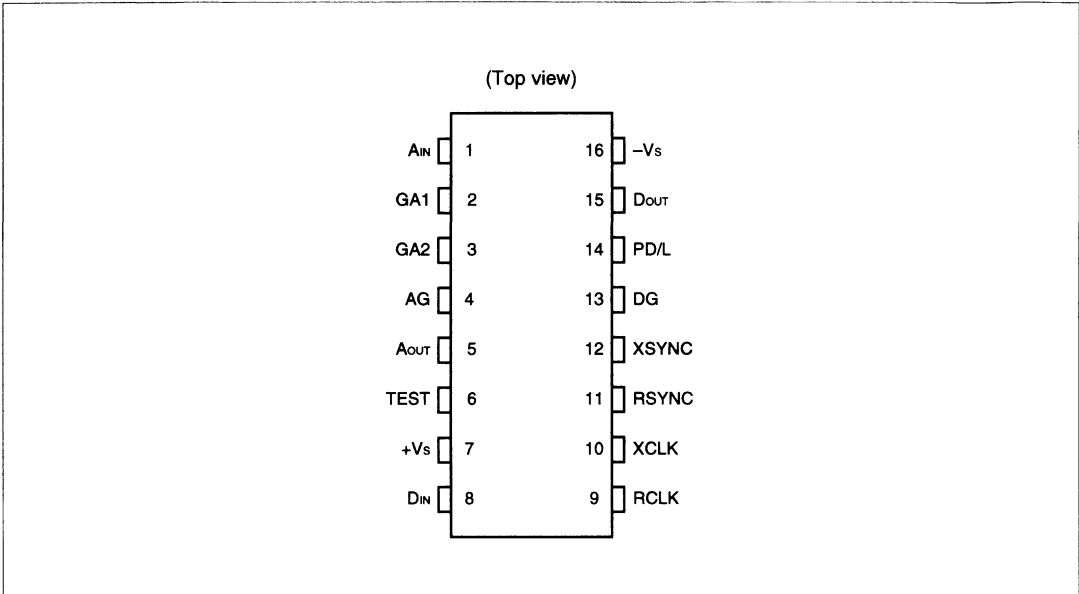 (Top view)
AIN 1 16 –Vs
GA1 2 15 DOUT
GA2 3 14 PD/L
AG 4 13 DG
AOUT 5 12 XSYNC
TEST 6 11 RSYNC
+Vs 7 10 XCLK
DIN 8 9 RCLK